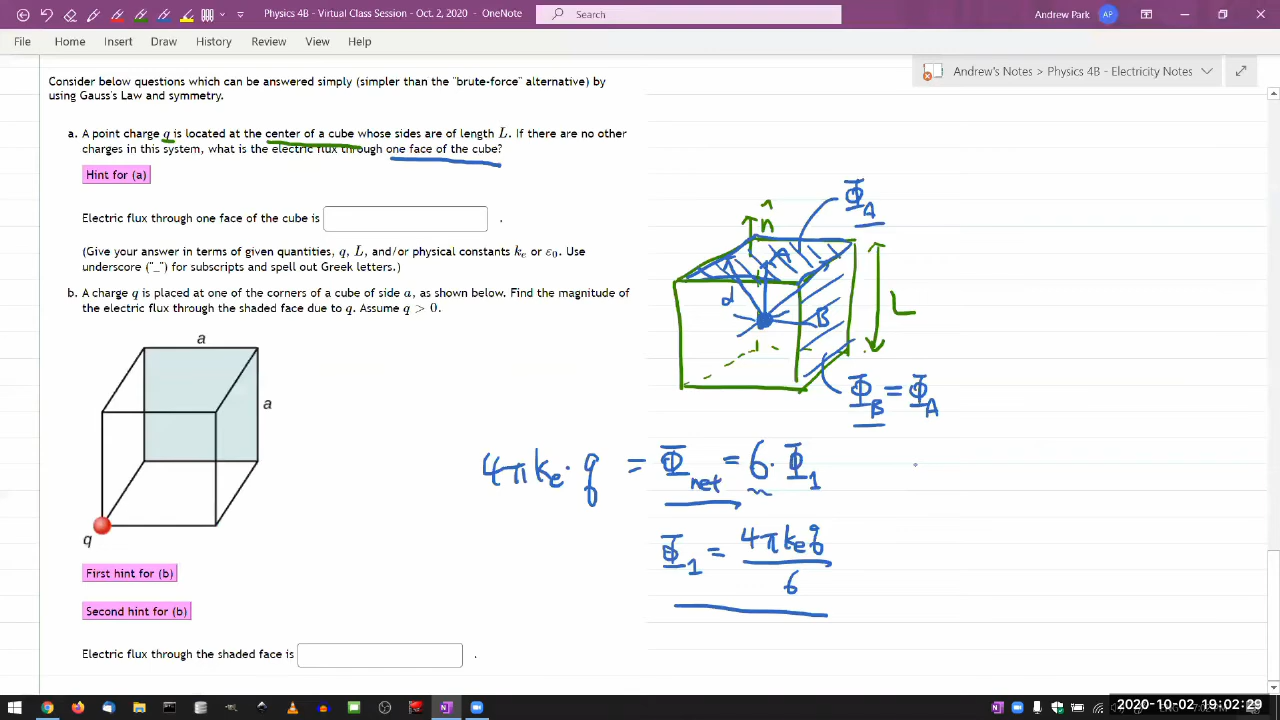 Physics 4B - Virtual Class Session - Oct. 2, 2020 - OneNote
Search
Andrew Park
AP
File Home Insert Draw History Review View Help
Andrew's Notes > Physics 4B - Electricity Notes
Consider below questions which can be answered simply (simpler than the "brute-force" alternative) by
using Gauss's Law and symmetry.
a. A point charge q is located at the center of a cube whose sides are of length L. If there are no other
charges in this system, what is the electric flux through one face of the cube?
Hint for (a)
Electric flux through one face of the cube is .
(Give your answer in terms of given quantities, q, L, and/or physical constants kₑ or ε₀. Use
underscore ("_") for subscripts and spell out Greek letters.)
b. A charge q is placed at one of the corners of a cube of side a, as shown below. Find the magnitude of
the electric flux through the shaded face due to q. Assume q > 0.
a
a
q
First hint for (b)
Second hint for (b)
Electric flux through the shaded face is .
Φ_A
n̂
A
d
B
L
Φ_B = Φ_A
4πkₑ·q = Φ_net = 6·Φ₁
Φ₁ = 4πkₑq
6
2020-10-02 19:02:29